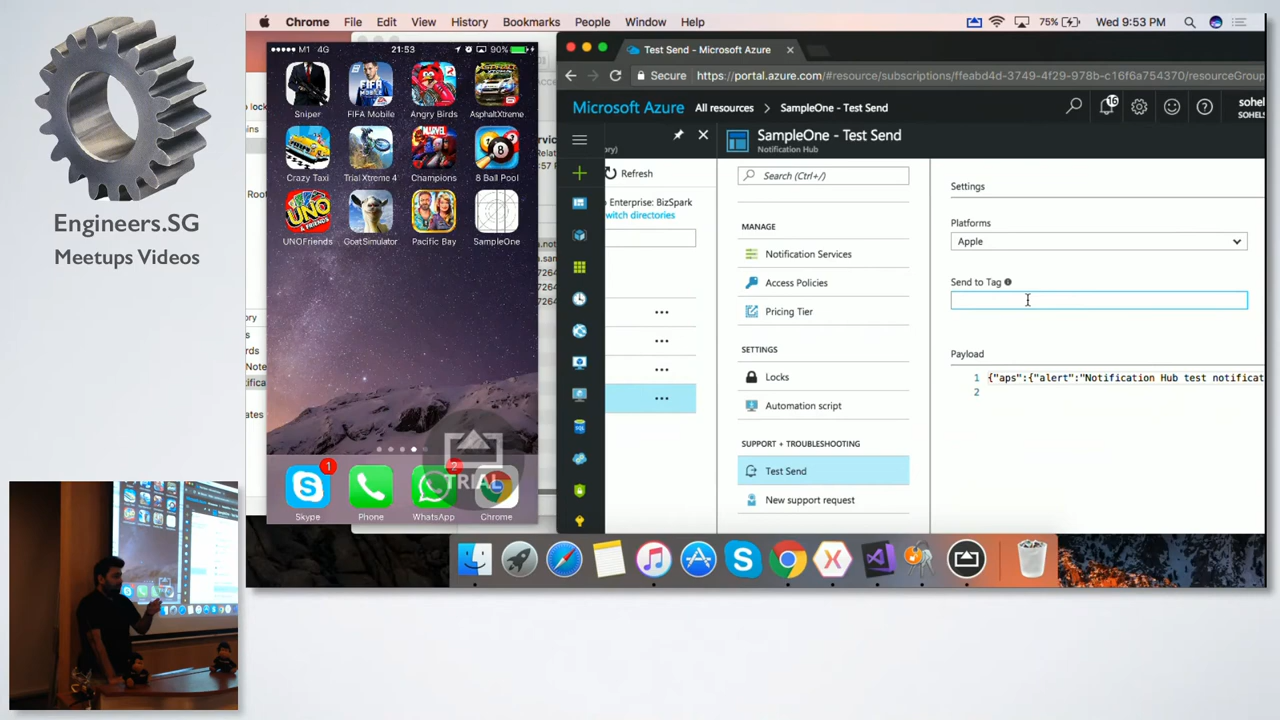 Engineers.SG
Meetups Videos
Chrome File Edit View History Bookmarks People Window Help
75% Wed 9:53 PM
M1 4G 21:53 90%
Sniper FIFA Mobile Angry Birds AsphaltXtreme
Crazy Taxi Trial Xtreme 4 Champions 8 Ball Pool
UNOFriends GoatSimulator Pacific Bay SampleOne
TRIAL
1 2
Skype Phone WhatsApp Chrome
Test Send - Microsoft Azure
Secure https://portal.azure.com/#resource/subscriptions/ffeabd4d-3749-4f29-978b-c16f6a754370/resourceGroup
Microsoft Azure All resources > SampleOne - Test Send
16
sohel
SOHELS
SampleOne - Test Send
Notification Hub
Refresh
Enterprise: BizSpark
witch directories
Search (Ctrl+/)
MANAGE
Notification Services
Access Policies
Pricing Tier
SETTINGS
Locks
Automation script
SUPPORT + TROUBLESHOOTING
Test Send
New support request
Settings
Platforms
Apple
Send to Tag
Payload
1 {"aps":{"alert":"Notification Hub test notificat
2